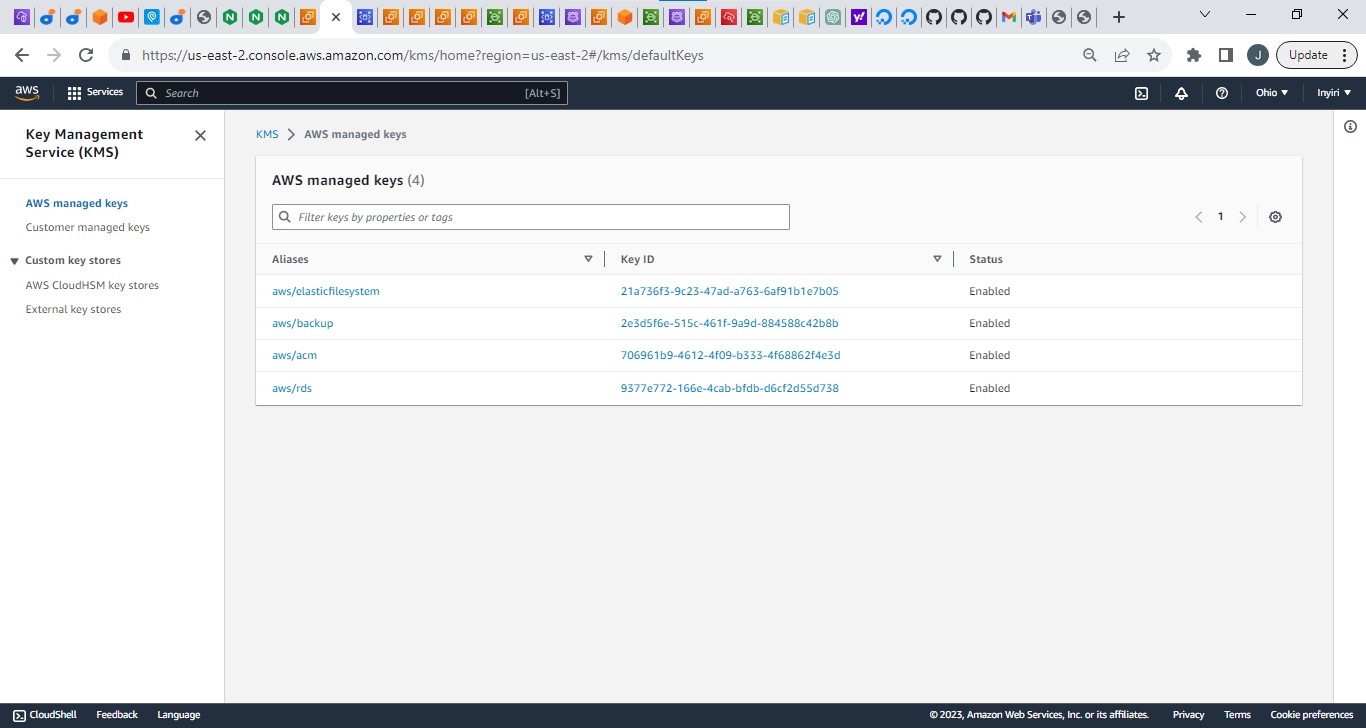 https://us-east-2.console.aws.amazon.com/kms/home?region=us-east-2#/kms/defaultKeys
J
Update
aws
Services
Search
[Alt+S]
Ohio
Inyiri
Key Management
Service (KMS)
AWS managed keys
Customer managed keys
Custom key stores
AWS CloudHSM key stores
External key stores
KMS
AWS managed keys
AWS managed keys (4)
Filter keys by properties or tags
1
Aliases Key ID Status
aws/elasticfilesystem 21a736f3-9c23-47ad-a763-6af91b1e7b05 Enabled
aws/backup 2e3d5f6e-515c-461f-9a9d-884588c42b8b Enabled
aws/acm 706961b9-4612-4f09-b333-4f68862f4e3d Enabled
aws/rds 9377e772-166e-4cab-bfdb-d6cf2d55d738 Enabled
CloudShell Feedback Language © 2023, Amazon Web Services, Inc. or its affiliates. Privacy Terms Cookie preferences